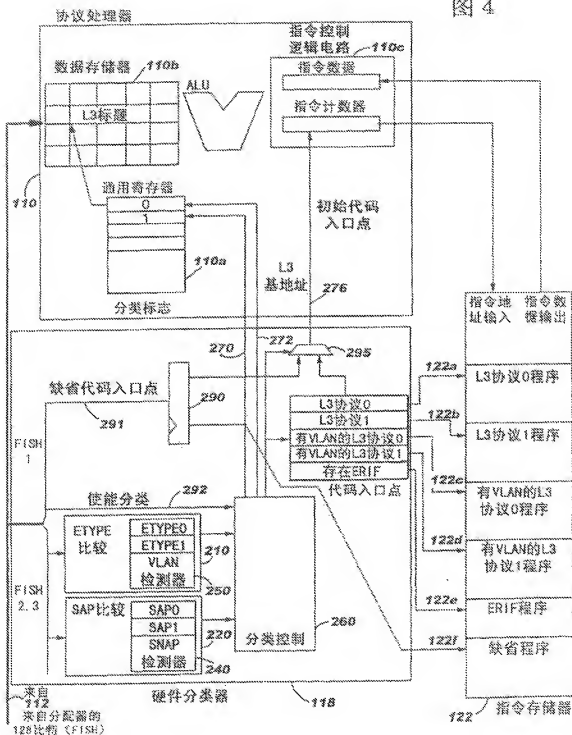 图 4
协议处理器
数据存储器
110b
L3标题
ALU
指令控制
逻辑电路
110c
指令数据
指令计数器
110
通用寄存器
0
1
110a
分类标志
初始代码
入口点
L3
基地址
276
270
272
295
指令地
址输入
指令数
据输出
缺省代码入口点
291
290
FISH
1
L3协议0
L3协议1
有VLAN的L3协议0
有VLAN的L3协议1
存在ERIF
代码入口点
122a
L3协议0程序
122b
L3协议1程序
122c
有VLAN的L3
协议0程序
122d
有VLAN的L3
协议1程序
122e
ERIF程序
122f
缺省程序
指令存储器
122
使能分类
292
ETYPE
比较
ETYPE0
ETYPE1
VLAN
检测器
210
250
FISH
2.3
SAP比较
SAP0
SAP1
SNAP
检测器
220
240
分类控制
260
硬件分类器
118
来自
112
来自分配器的
128比特 (FISH)